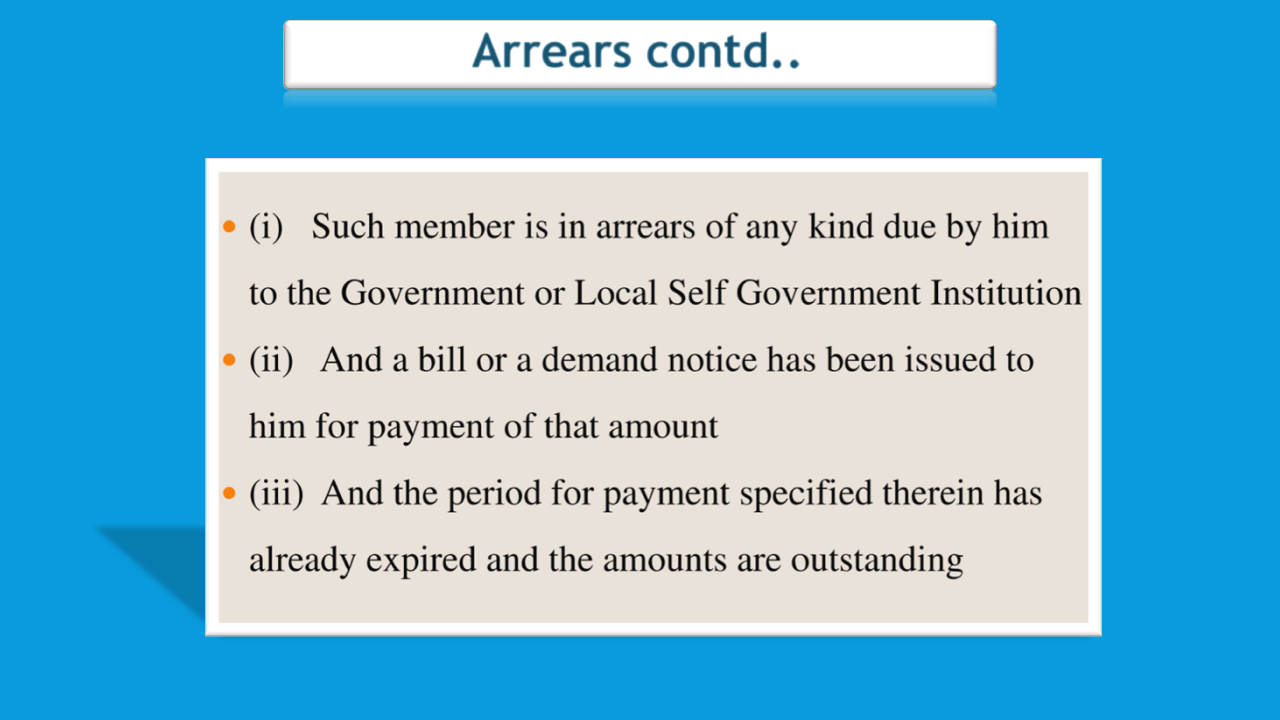 Arrears contd..
• (i) Such member is in arrears of any kind due by him
to the Government or Local Self Government Institution
• (ii) And a bill or a demand notice has been issued to
him for payment of that amount
• (iii) And the period for payment specified therein has
already expired and the amounts are outstanding